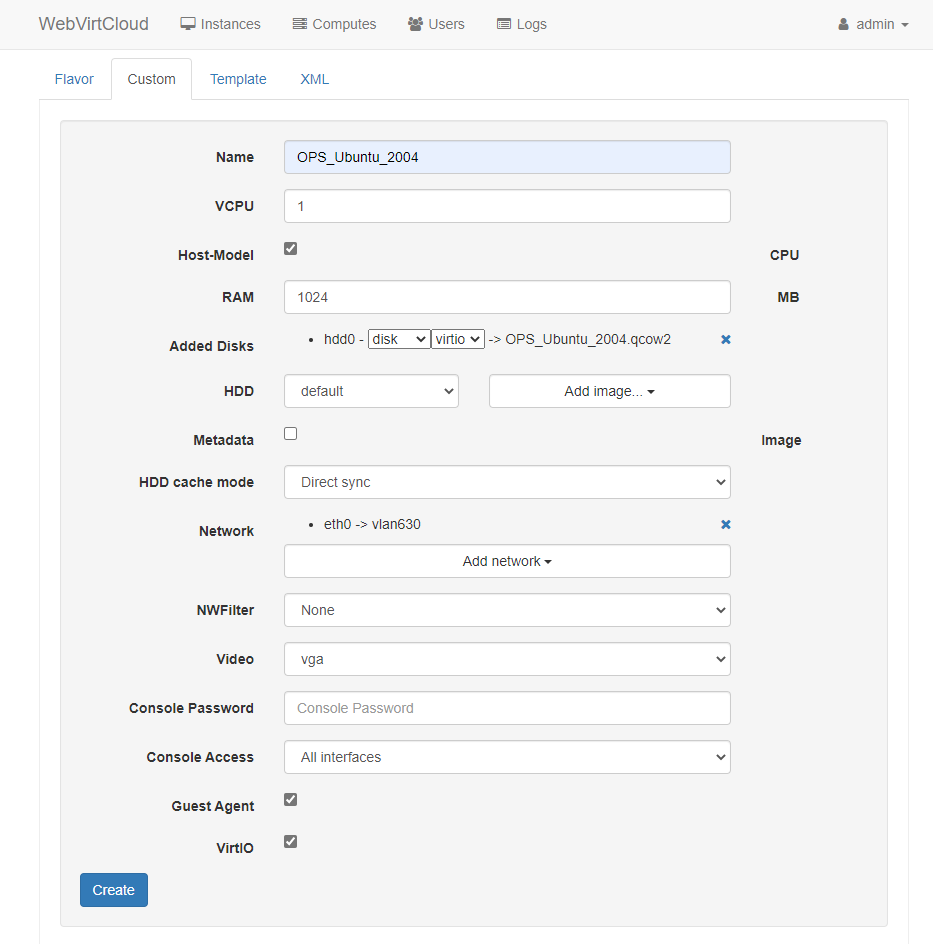 WebVirtCloud Instances Computes Users Logs admin
Flavor Custom Template XML
Name OPS_Ubuntu_2004
VCPU 1
Host-Model CPU
RAM 1024 MB
Added Disks • hdd0 - disk virtio -> OPS_Ubuntu_2004.qcow2
HDD default Add image...
Metadata Image
HDD cache mode Direct sync
Network • eth0 -> vlan630
Add network
NWFilter None
Video vga
Console Password Console Password
Console Access All interfaces
Guest Agent
VirtIO
Create